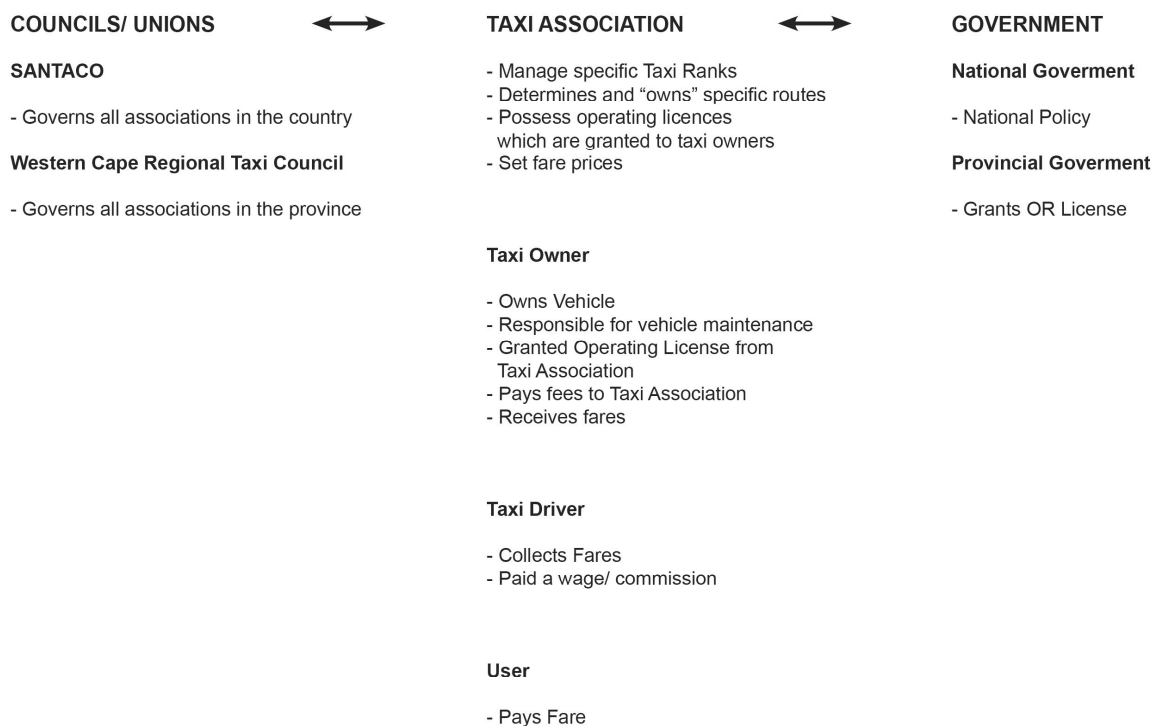 COUNCILS/ UNIONS
SANTACO
- Governs all associations in the country
Western Cape Regional Taxi Council
- Governs all associations in the province
TAXI ASSOCIATION
- Manage specific Taxi Ranks
- Determines and “owns” specific routes
- Possess operating licences
which are granted to taxi owners
- Set fare prices
Taxi Owner
- Owns Vehicle
- Responsible for vehicle maintenance
- Granted Operating License from
Taxi Association
- Pays fees to Taxi Association
- Receives fares
Taxi Driver
- Collects Fares
- Paid a wage/ commission
User
- Pays Fare
GOVERNMENT
National Goverment
- National Policy
Provincial Goverment
- Grants OR License